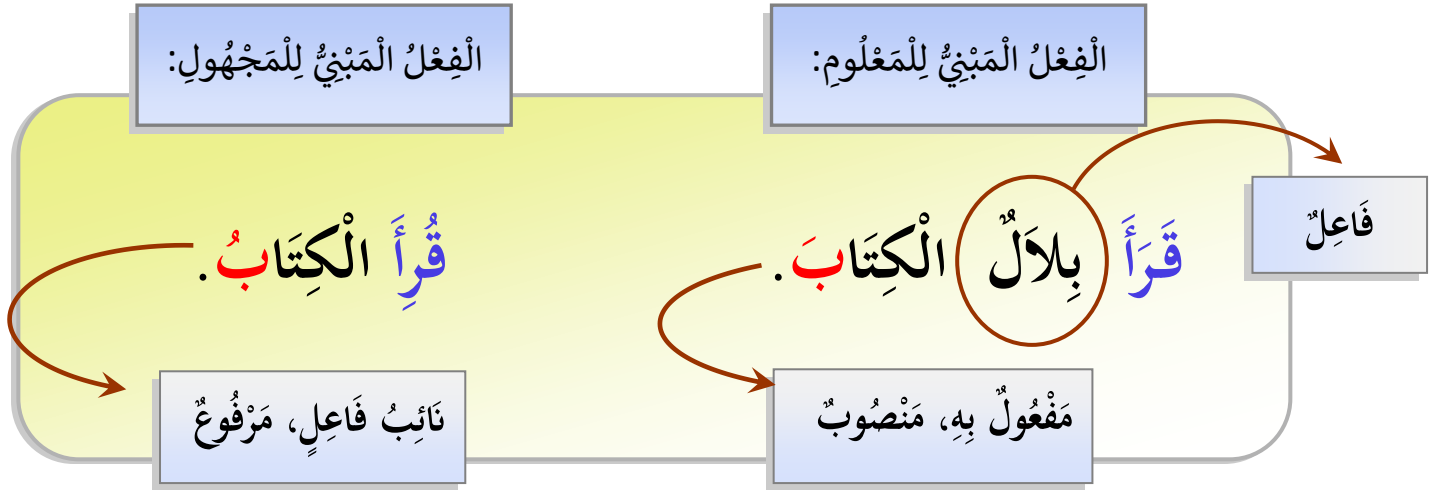 الْفِعْلُ الْمَبْنِيُّ لِلْمَعْلُومِ:
الْفِعْلُ الْمَبْنِيُّ لِلْمَجْهُولِ:
فَاعِلٌ
قَرَأَ بِلاَلٌ الْكِتَابَ.
قُرِأَ الْكِتَابُ.
مَفْعُولٌ بِهِ، مَنْصُوبٌ
نَائِبُ فَاعِلٍ، مَرْفُوعٌ